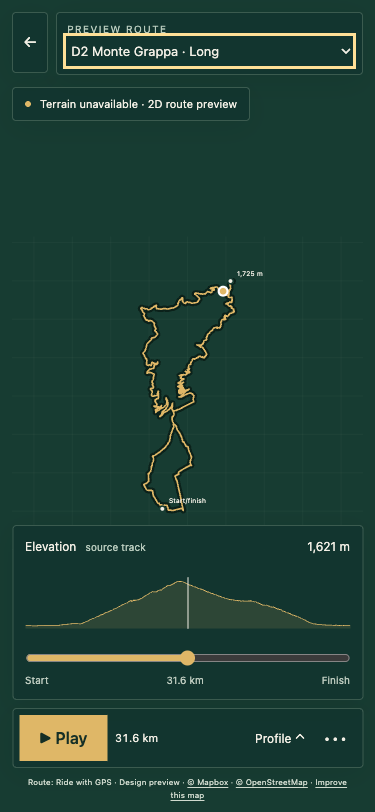 PREVIEW ROUTE
D2 Monte Grappa · Long
Terrain unavailable · 2D route preview
1,725 m
Start/finish
Elevation source track 1,621 m
Start 31.6 km Finish
Play 31.6 km Profile
Route: Ride with GPS · Design preview · © Mapbox · © OpenStreetMap · Improve
this map